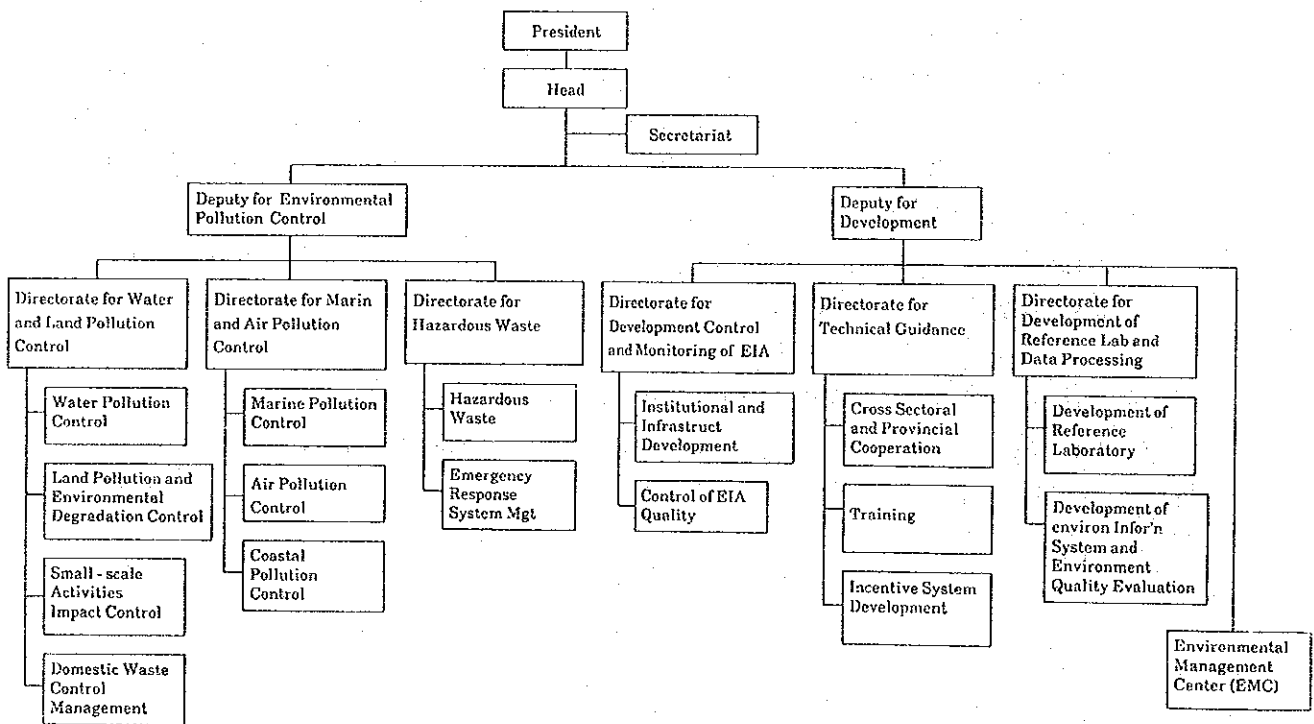 President
Head
Secretariat
Deputy for Environmental
Pollution Control
Deputy for
Development
Directorate for Water
and Land Pollution
Control
Directorate for Marin
and Air Pollution
Control
Directorate for
Hazardous Waste
Directorate for
Development Control
and Monitoring of EIA
Directorate for
Technical Guidance
Directorate for
Development of
Reference Lab and
Data Processing
Water Pollution
Control
Land Pollution and
Environmental
Degradation Control
Small - scale
Activities
Impact Control
Domestic Waste
Control
Management
Marine Pollution
Control
Air Pollution
Control
Coastal
Pollution
Control
Hazardous
Waste
Emergency
Response
System Mgt
Institutional and
Infrastruct
Development
Control of EIA
Quality
Cross Sectoral
and Provincial
Cooperation
Training
Incentive System
Development
Development of
Reference
Laboratory
Development of
environ Infor'n
System and
Environment
Quality Evaluation
Environmental
Management
Center (EMC)